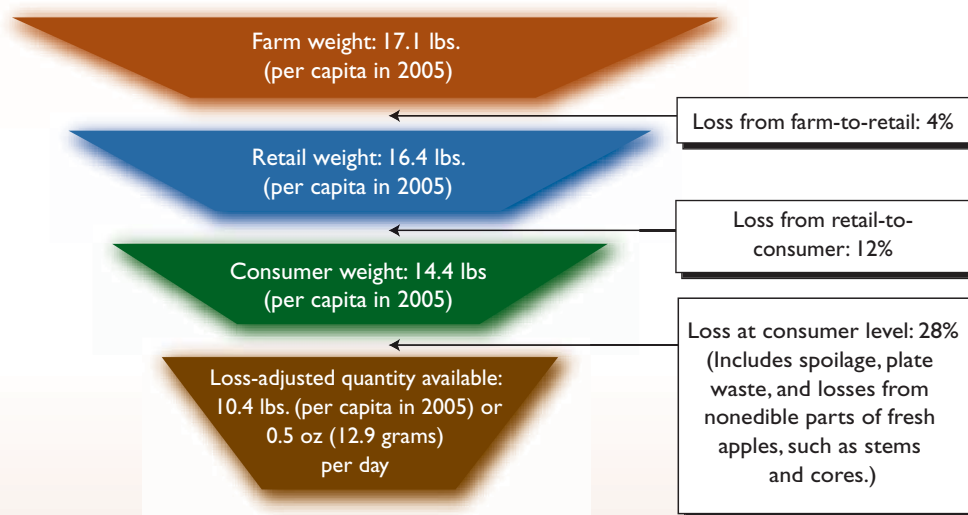 Farm weight: 17.1 lbs.
(per capita in 2005)
Loss from farm-to-retail: 4%
Retail weight: 16.4 lbs.
(per capita in 2005)
Loss from retail-to-
consumer: 12%
Consumer weight: 14.4 lbs
(per capita in 2005)
Loss at consumer level: 28%
(Includes spoilage, plate
waste, and losses from
nonedible parts of fresh
apples, such as stems
and cores.)
Loss-adjusted quantity available:
10.4 lbs. (per capita in 2005) or
0.5 oz (12.9 grams)
per day